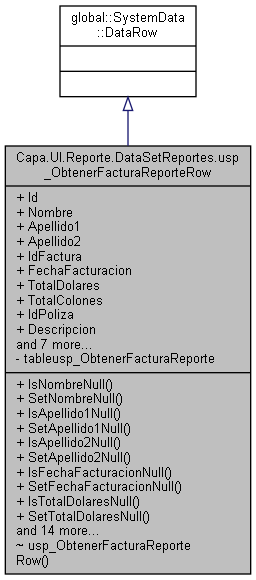 global::SystemData
::DataRow
Capa.UI.Reporte.DataSetReportes.usp
_ObtenerFacturaReporteRow
+ Id
+ Nombre
+ Apellido1
+ Apellido2
+ IdFactura
+ FechaFacturacion
+ TotalDolares
+ TotalColones
+ IdPoliza
+ Descripcion
and 7 more...
- tableusp_ObtenerFacturaReporte
+ IsNombreNull()
+ SetNombreNull()
+ IsApellido1Null()
+ SetApellido1Null()
+ IsApellido2Null()
+ SetApellido2Null()
+ IsFechaFacturacionNull()
+ SetFechaFacturacionNull()
+ IsTotalDolaresNull()
+ SetTotalDolaresNull()
and 14 more...
~ usp_ObtenerFacturaReporte
Row()